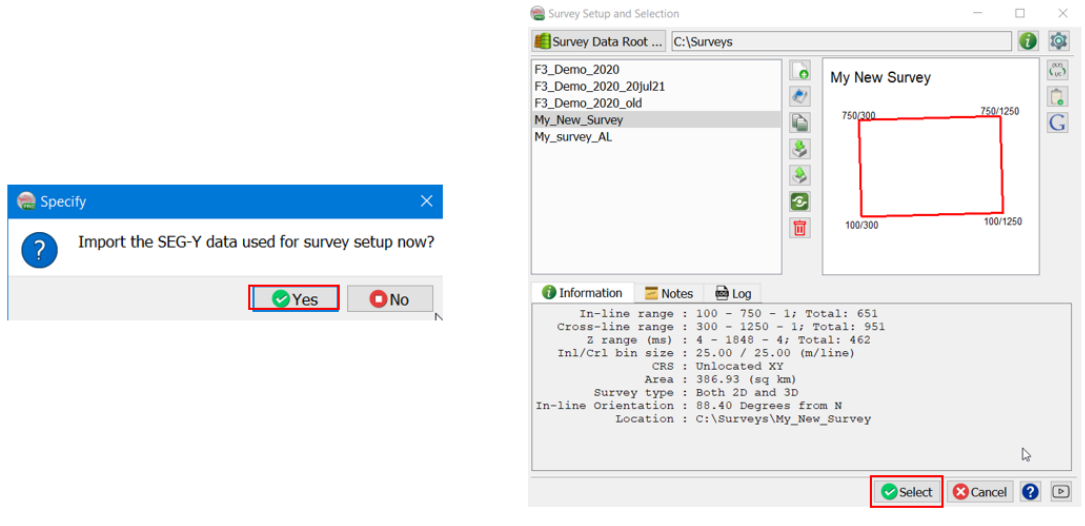 Specify
Import the SEG-Y data used for survey setup now?
Yes
No
Survey Setup and Selection
Survey Data Root ...
C:\Surveys
F3_Demo_2020
F3_Demo_2020_20jul21
F3_Demo_2020_old
My_New_Survey
My_survey_AL
My New Survey
750/300
750/1250
100/300
100/1250
Information
Notes
Log
In-line range : 100 - 750 - 1; Total: 651
Cross-line range : 300 - 1250 - 1; Total: 951
Z range (ms) : 4 - 1848 - 4; Total: 462
Inl/Crl bin size : 25.00 / 25.00 (m/line)
CRS : Unlocated XY
Area : 386.93 (sq km)
Survey type : Both 2D and 3D
In-line Orientation : 88.40 Degrees from N
Location : C:\Surveys\My_New_Survey
Select
Cancel